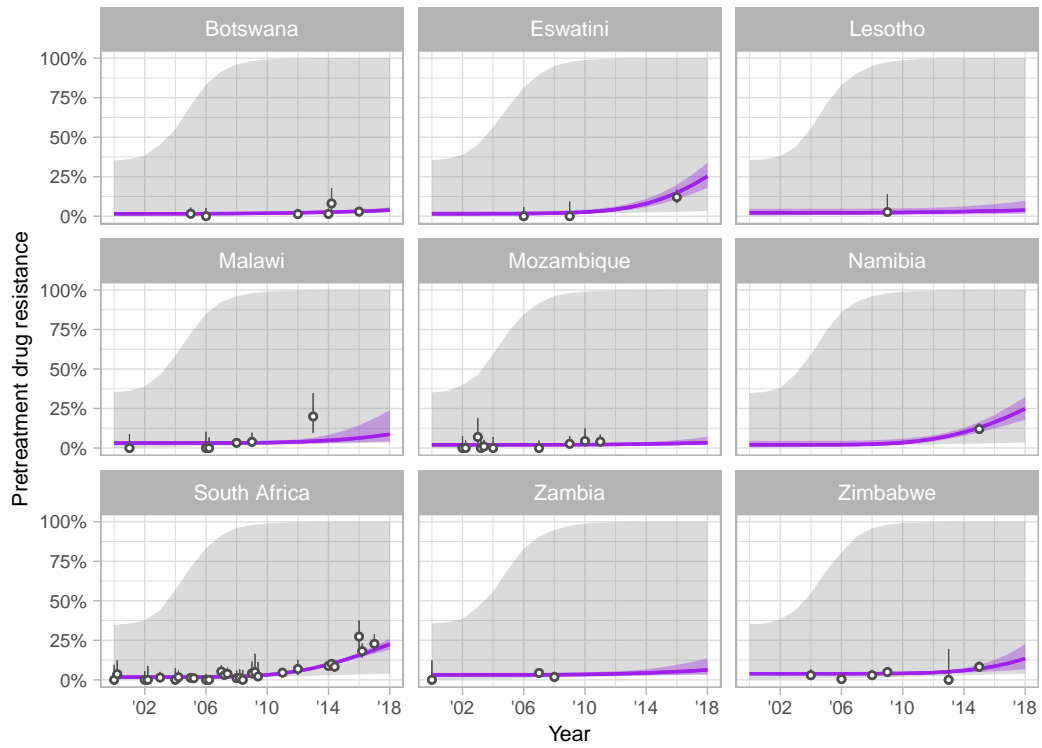 Botswana
Eswatini
Lesotho
100%
75%
50%
25%
0%
Malawi
Mozambique
Namibia
100%
75%
50%
25%
0%
South Africa
Zambia
Zimbabwe
100%
75%
50%
25%
0%
'02 '06 '10 '14 '18
'02 '06 '10 '14 '18
'02 '06 '10 '14 '18
Year
Pretreatment drug resistance